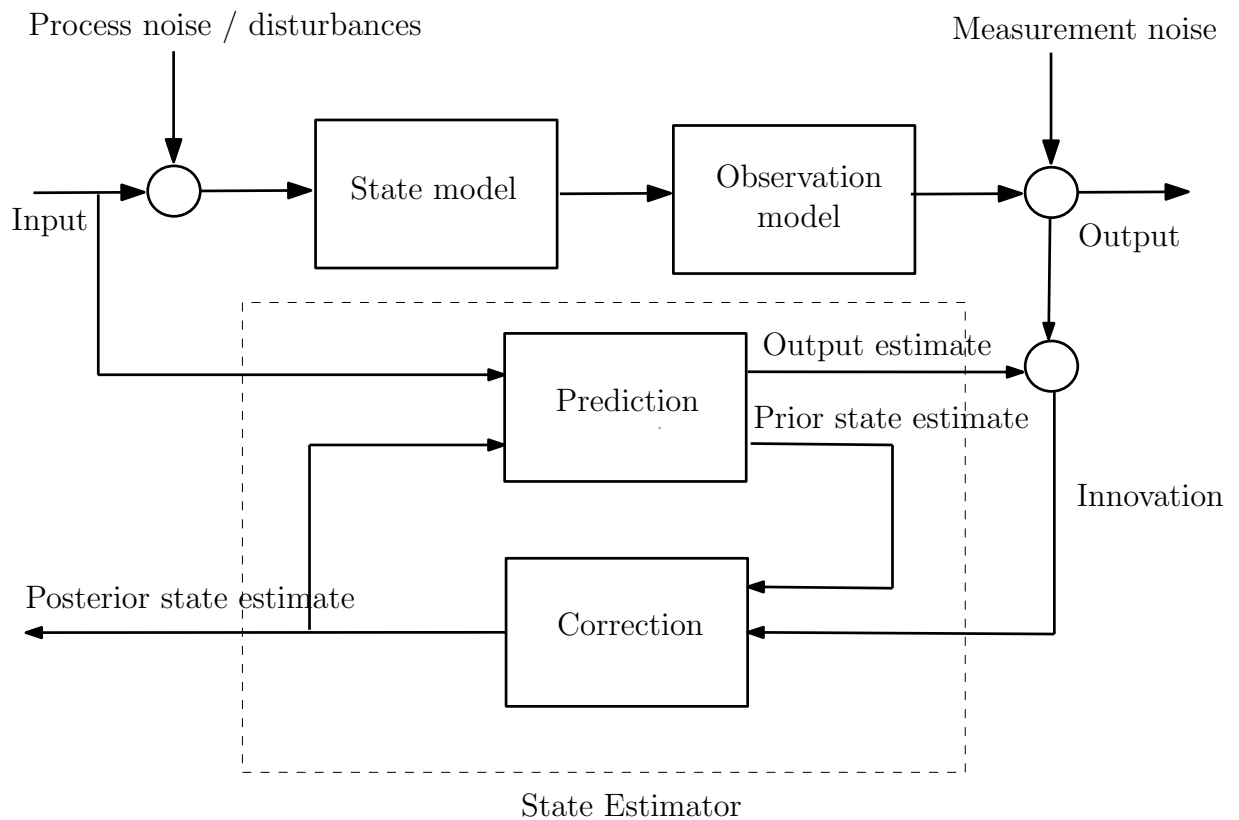 Process noise / disturbances
Measurement noise
State model
Observation
model
Input
Output
Output estimate
Prediction
Prior state estimate
Innovation
Posterior state estimate
Correction
State Estimator